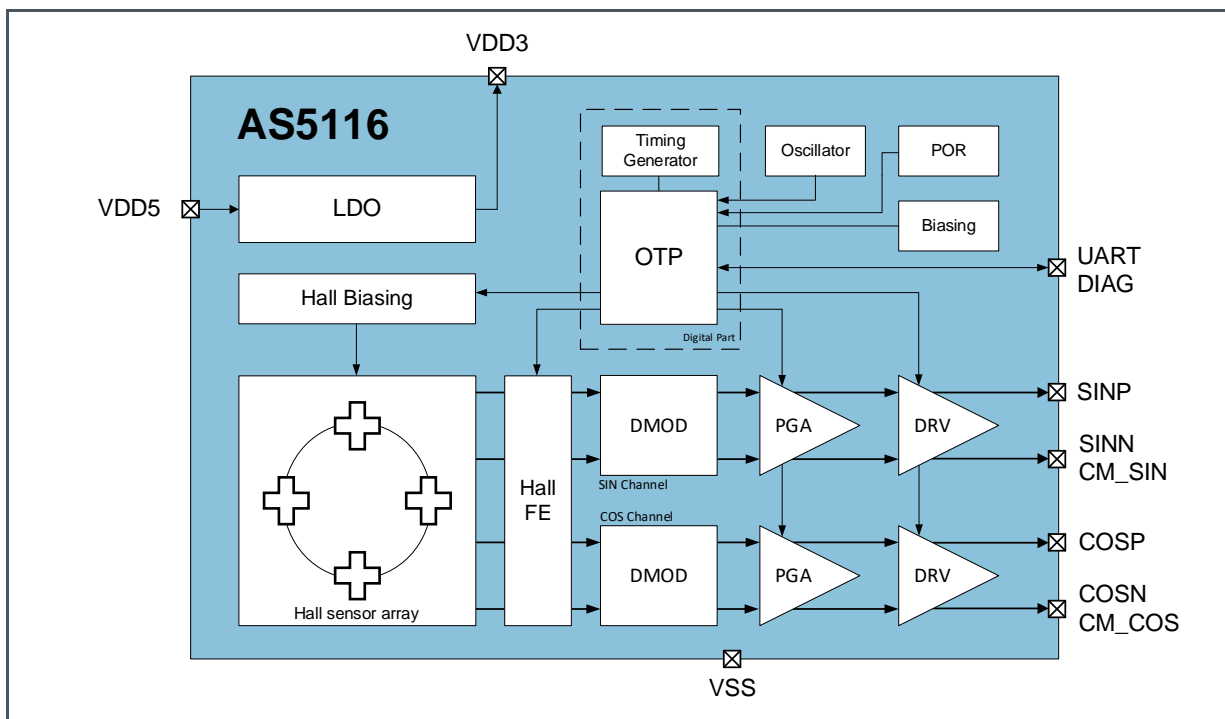 VDD3
AS5116
Timing
Generator
Oscillator
POR
VDD5
LDO
OTP
Biasing
UART
DIAG
Hall Biasing
Digital Part
SINP
DMOD
PGA
DRV
SINN
CM_SIN
SIN Channel
Hall
FE
COS Channel
COSP
DMOD
PGA
DRV
COSN
CM_COS
Hall sensor array
VSS